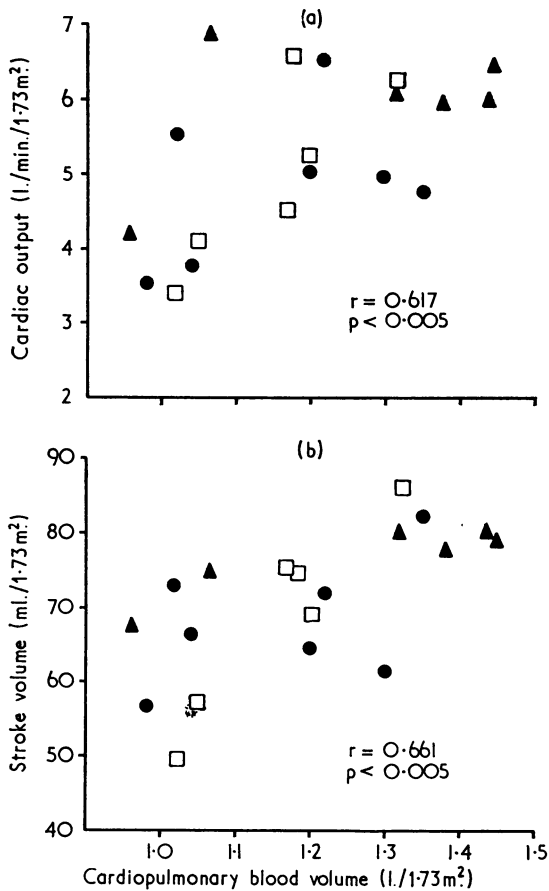 (a)
7
6
5
4
3
2
Cardiac output (l./min./1·73m².)
r = 0·617
p < 0·005
(b)
90
80
70
60
50
40
Stroke volume (ml./1·73m².)
r = 0·661
p < 0·005
1·0 1·1 1·2 1·3 1·4 1·5
Cardiopulmonary blood volume (l./1·73m².)